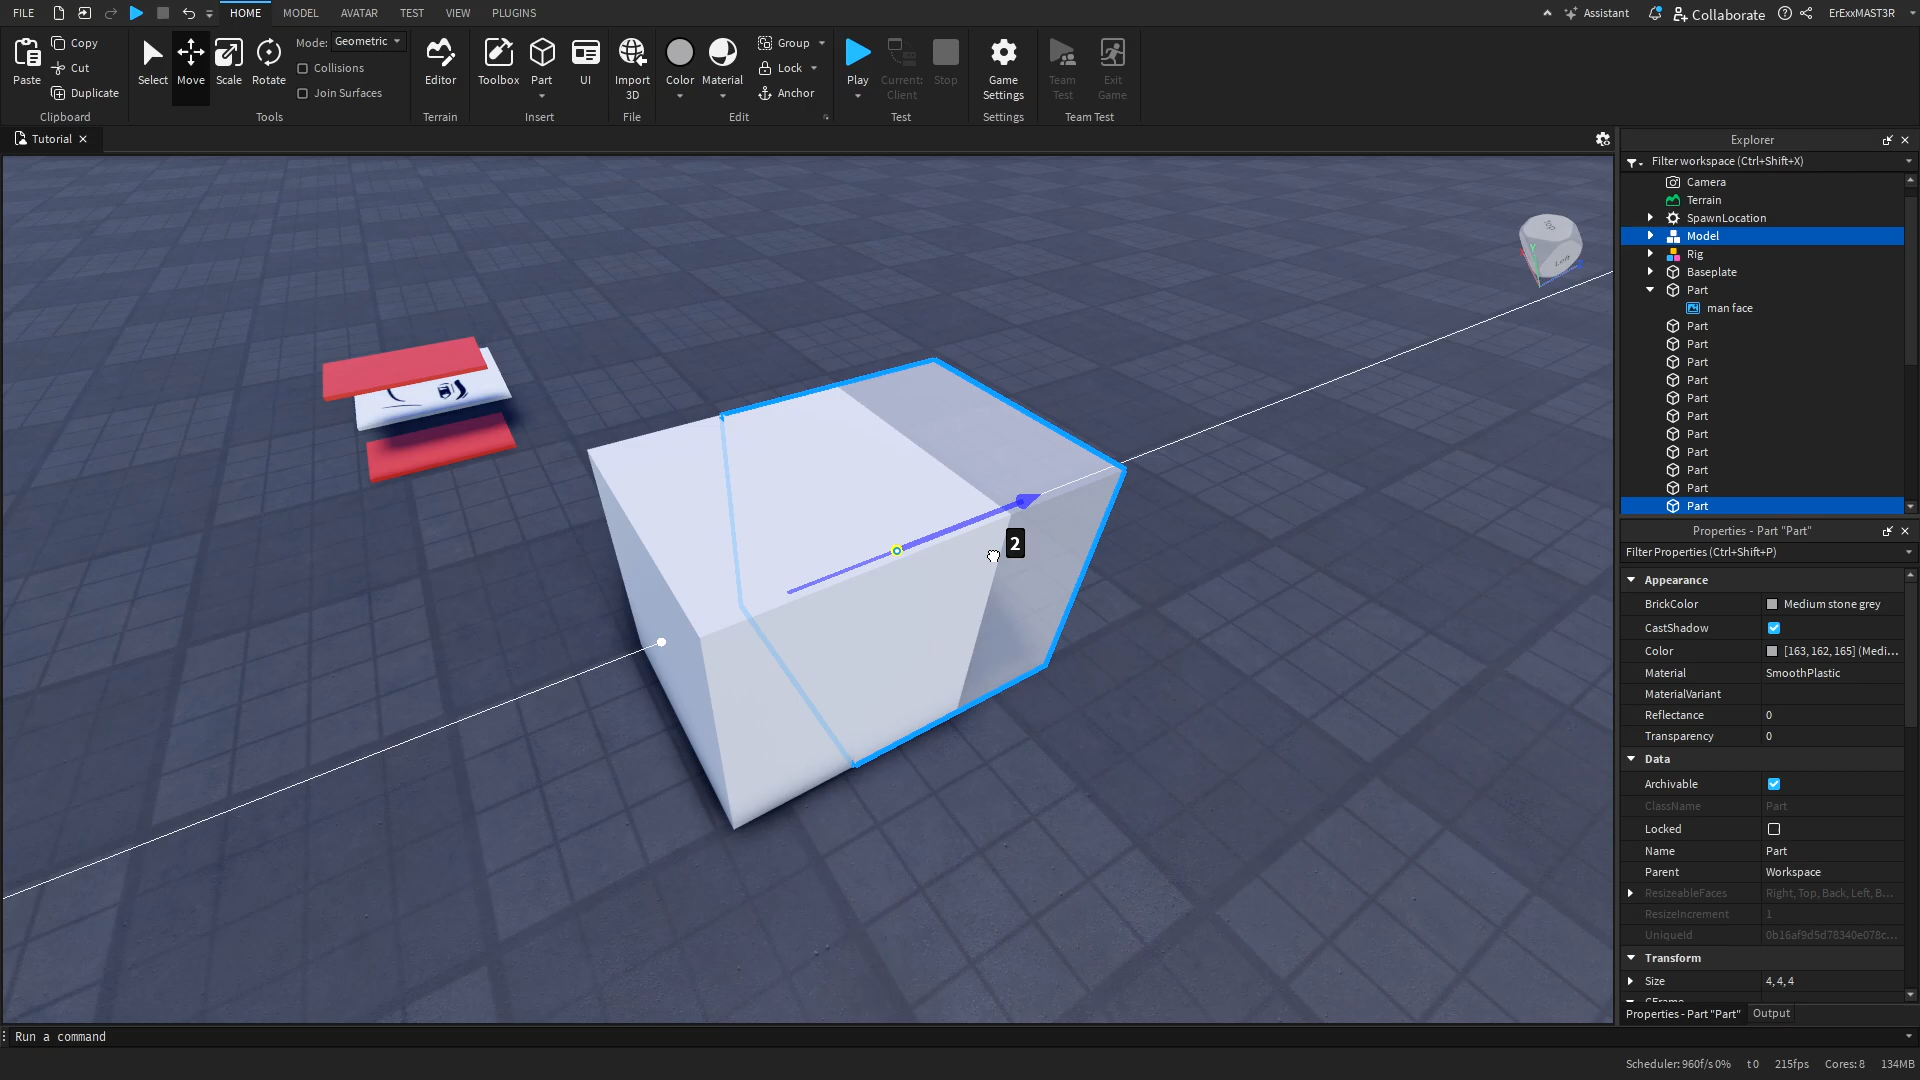 FILE
HOME
MODEL
AVATAR
TEST
VIEW
PLUGINS
Assistant
Collaborate
ErExxMAST3R
Paste
Copy
Cut
Duplicate
Clipboard
Select
Move
Scale
Rotate
Mode:
Geometric
Collisions
Join Surfaces
Tools
Editor
Terrain
Toolbox
Part
UI
Insert
Import
3D
File
Color
Material
Group
Lock
Anchor
Edit
Play
Current:
Client
Stop
Test
Game
Settings
Settings
Team
Test
Exit
Game
Team Test
Tutorial
Top
Left
Y
2
Explorer
Filter workspace (Ctrl+Shift+X)
Camera
Terrain
SpawnLocation
Model
Rig
Baseplate
Part
man face
Part
Part
Part
Part
Part
Part
Part
Part
Part
Part
Part
Properties - Part "Part"
Filter Properties (Ctrl+Shift+P)
Appearance
BrickColor Medium stone grey
CastShadow
Color [163, 162, 165] (Medi...
Material SmoothPlastic
MaterialVariant
Reflectance 0
Transparency 0
Data
Archivable
ClassName Part
Locked
Name Part
Parent Workspace
ResizeableFaces Right, Top, Back, Left, B...
ResizeIncrement 1
UniqueId 0b16af9d5d78340e078c...
Transform
Size 4, 4, 4
CFrame
Properties - Part "Part"
Output
Run a command
Scheduler: 960f/s 0%
t 0
215fps
Cores: 8
134MB